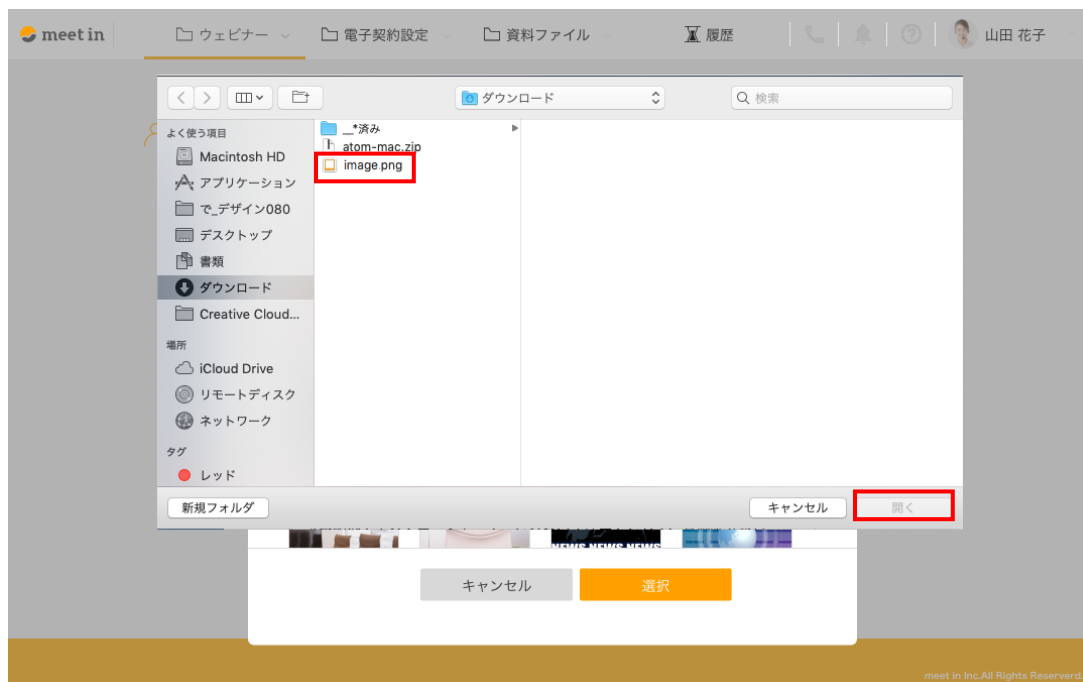 meet in
ウェビナー
電子契約設定
資料ファイル
履歴
山田 花子
ダウンロード
検索
よく使う項目
Macintosh HD
アプリケーション
で_デザイン080
デスクトップ
書類
ダウンロード
Creative Cloud...
場所
iCloud Drive
リモートディスク
ネットワーク
タグ
レッド
__*済み
atom-mac.zip
image.png
新規フォルダ
キャンセル
開く
NEWS NEWS NEWS
キャンセル
選択
meet in Inc.All Rights Reserverd.